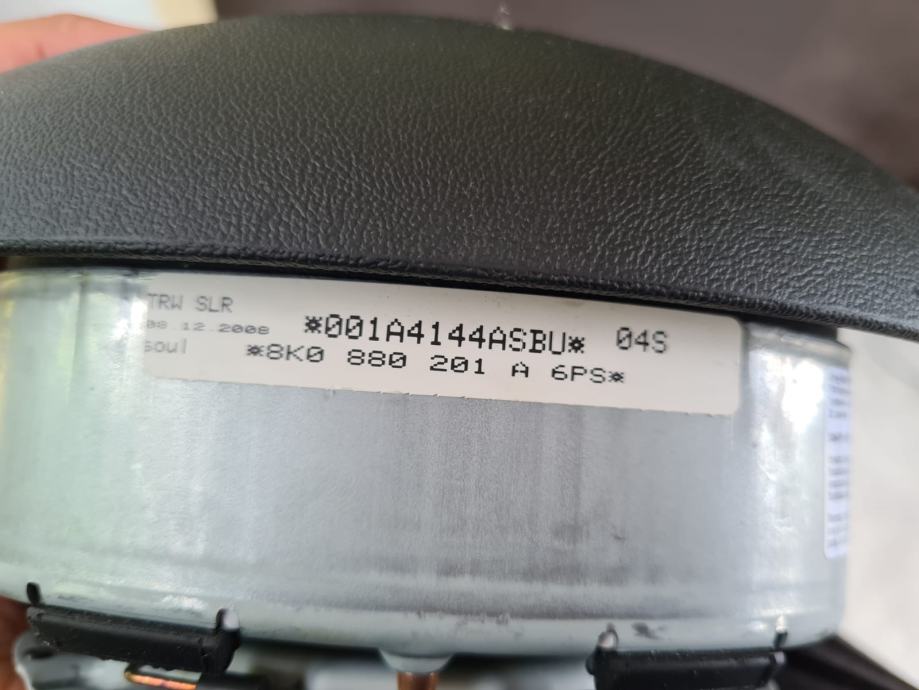 TRW SLR
08.12.2008 *001A4144ASBU* 04S
soul *8K0 880 201 A 6PS*